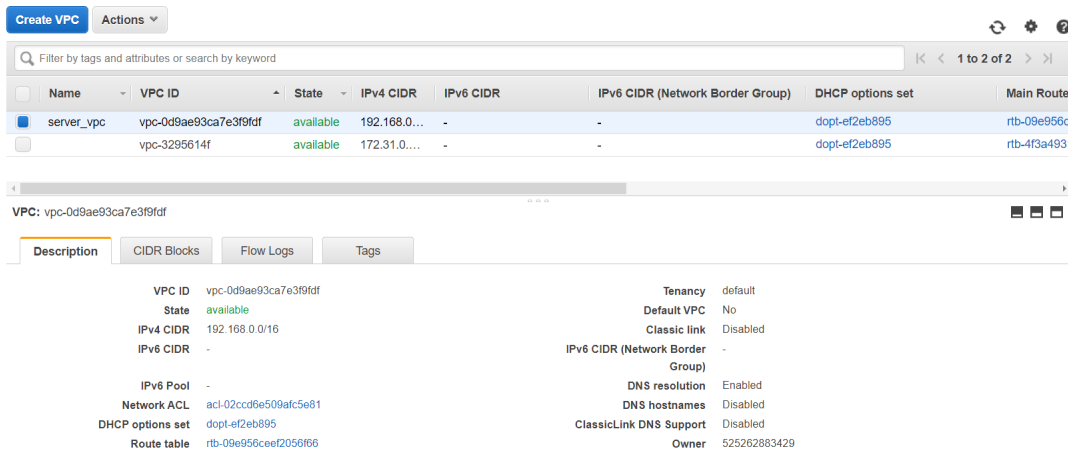 Create VPC Actions
Filter by tags and attributes or search by keyword 1 to 2 of 2
Name VPC ID State IPv4 CIDR IPv6 CIDR IPv6 CIDR (Network Border Group) DHCP options set Main Route
server_vpc vpc-0d9ae93ca7e3f9fdf available 192.168.0... - - dopt-ef2eb895 rtb-09e956c
vpc-3295614f available 172.31.0.... - - dopt-ef2eb895 rtb-4f3a493
VPC: vpc-0d9ae93ca7e3f9fdf
Description CIDR Blocks Flow Logs Tags
VPC ID vpc-0d9ae93ca7e3f9fdf Tenancy default
State available Default VPC No
IPv4 CIDR 192.168.0.0/16 Classic link Disabled
IPv6 CIDR - IPv6 CIDR (Network Border
Group) -
IPv6 Pool - DNS resolution Enabled
Network ACL acl-02ccd6e509afc5e81 DNS hostnames Disabled
DHCP options set dopt-ef2eb895 ClassicLink DNS Support Disabled
Route table rtb-09e956ceef2056f66 Owner 525262883429